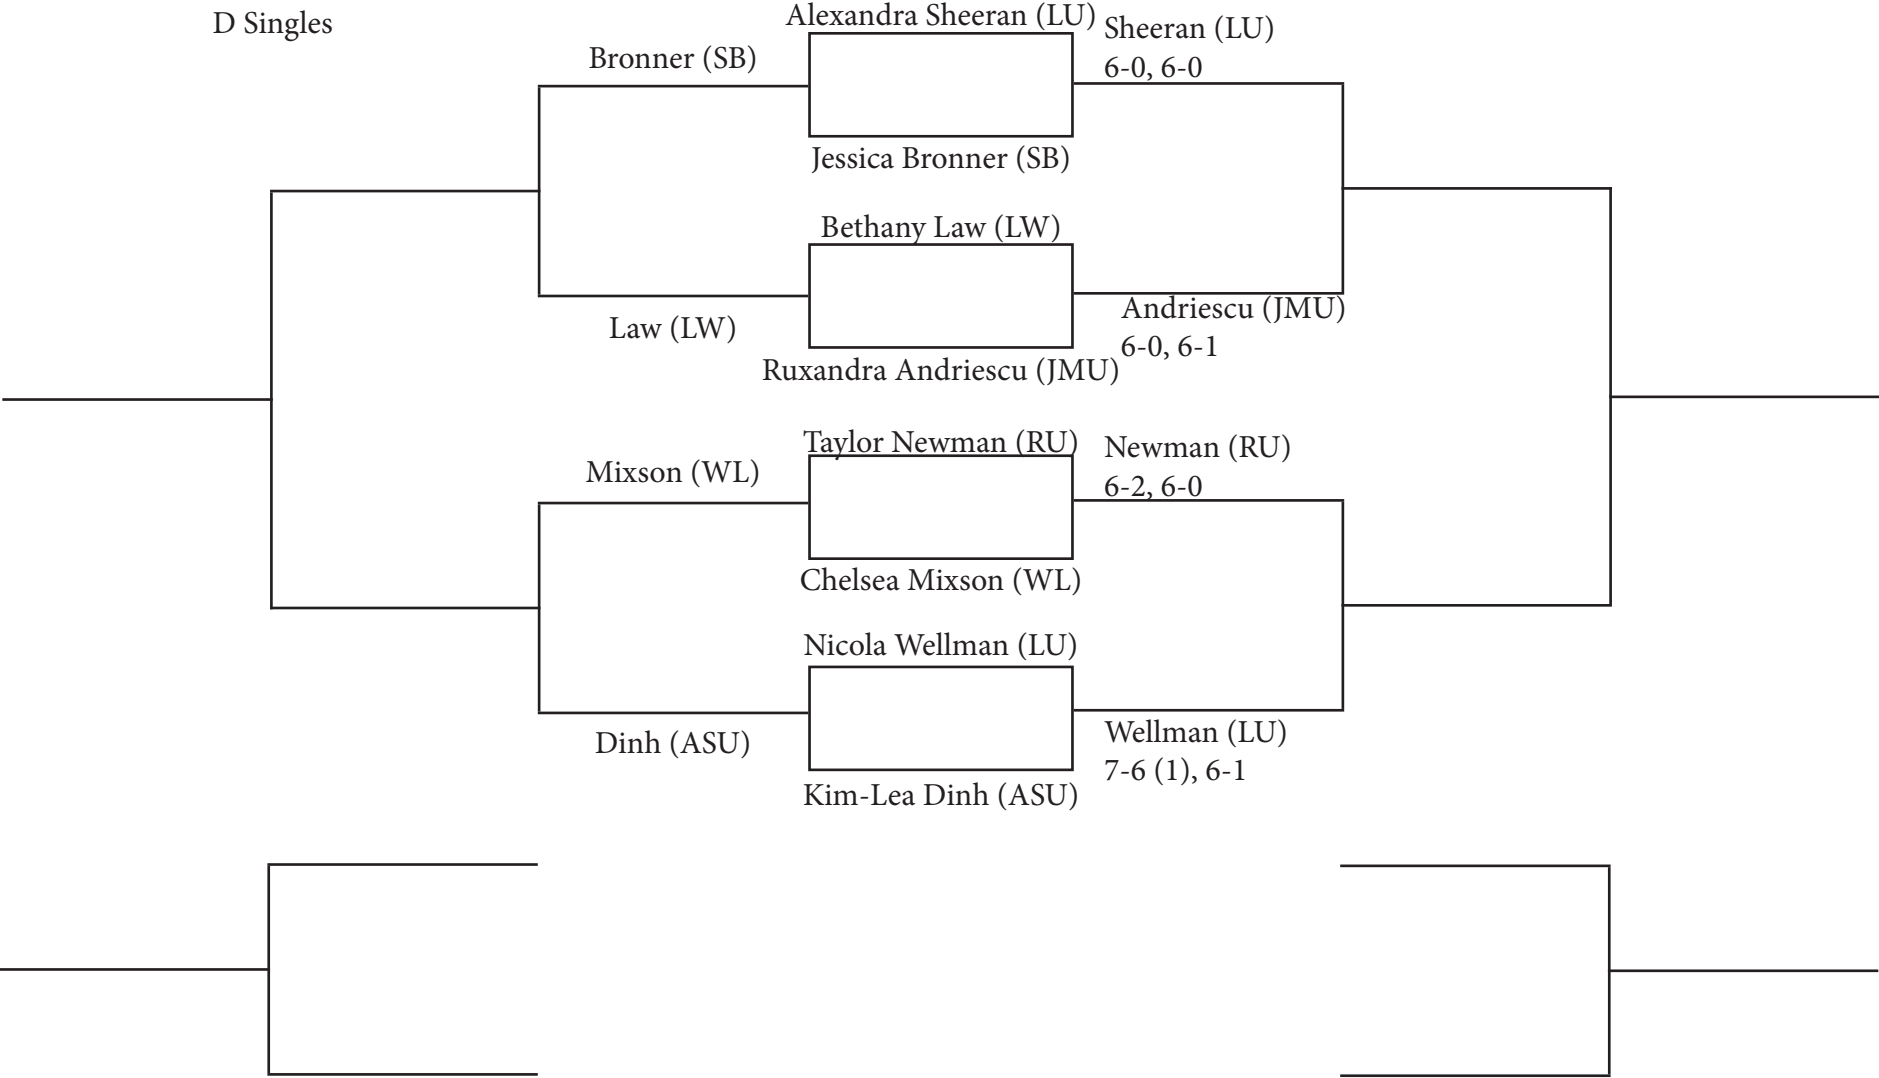 D Singles
Alexandra Sheeran (LU)
Sheeran (LU)
6-0, 6-0
Bronner (SB)
Jessica Bronner (SB)
Bethany Law (LW)
Law (LW)
Andriescu (JMU)
6-0, 6-1
Ruxandra Andriescu (JMU)
Taylor Newman (RU)
Newman (RU)
6-2, 6-0
Mixson (WL)
Chelsea Mixson (WL)
Nicola Wellman (LU)
Dinh (ASU)
Wellman (LU)
7-6 (1), 6-1
Kim-Lea Dinh (ASU)